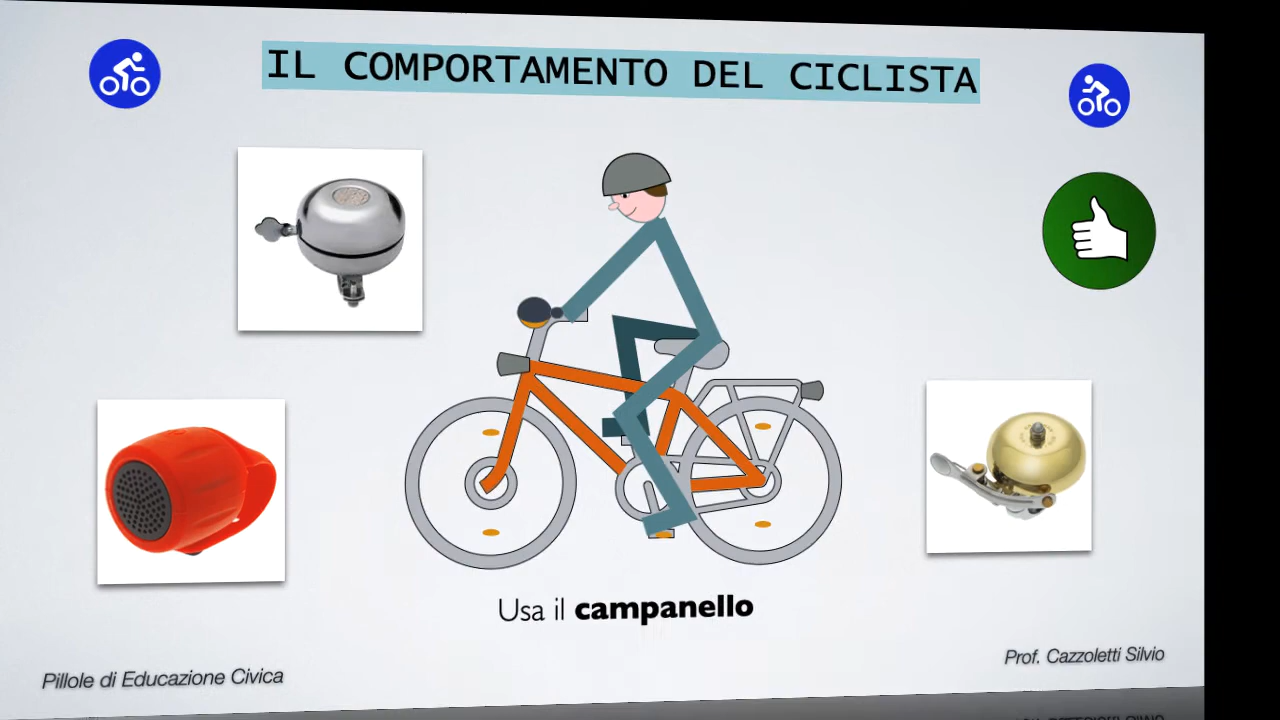 IL COMPORTAMENTO DEL CICLISTA
Usa il campanello
Pillole di Educazione Civica
Prof. Cazzoletti Silvio